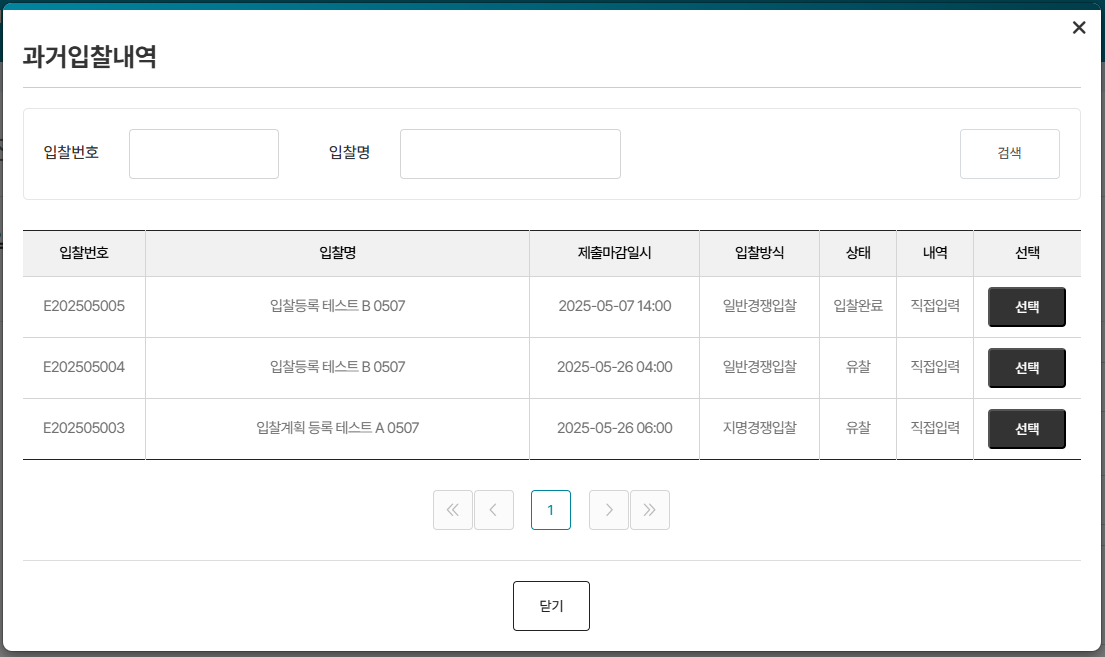 과거입찰내역
입찰번호 입찰명 검색
입찰번호 입찰명 제출마감일시 입찰방식 상태 내역 선택
E202505005 입찰등록 테스트 B 0507 2025-05-07 14:00 일반경쟁입찰 입찰완료 직접입력 선택
E202505004 입찰등록 테스트 B 0507 2025-05-26 04:00 일반경쟁입찰 유찰 직접입력 선택
E202505003 입찰계획 등록 테스트 A 0507 2025-05-26 06:00 지명경쟁입찰 유찰 직접입력 선택
1
닫기